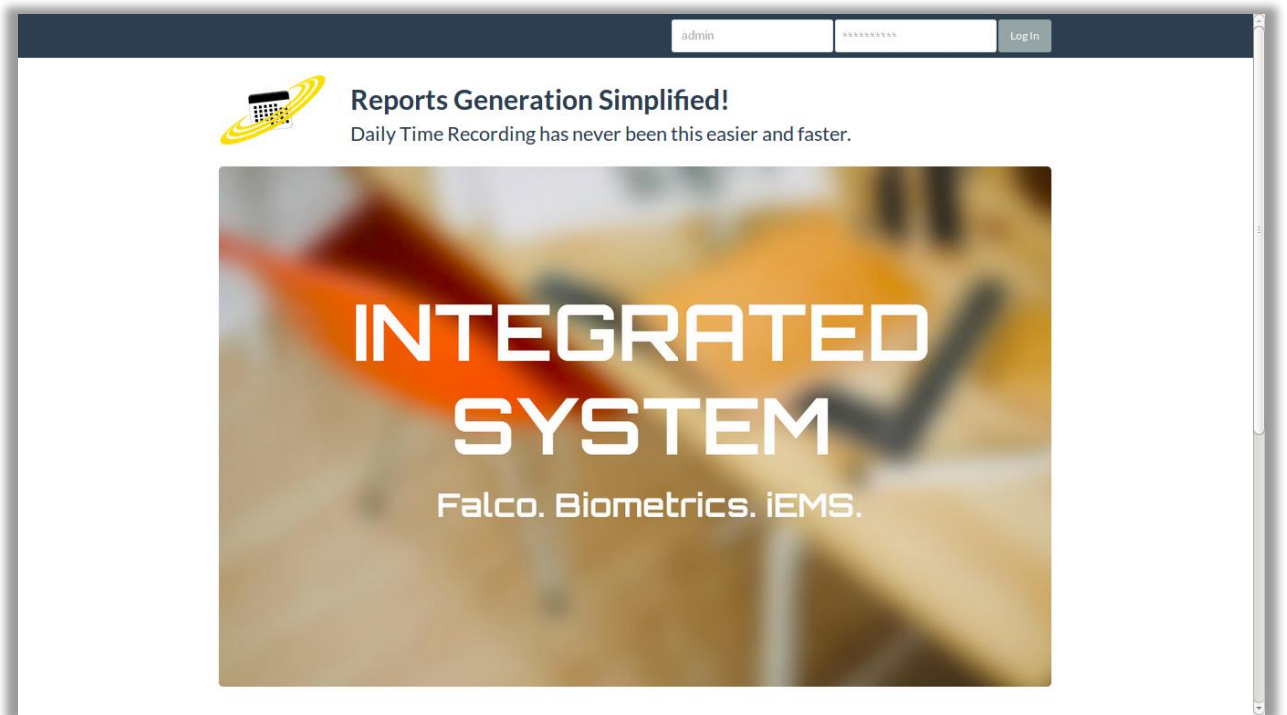 admin
**********
Log In
Reports Generation Simplified!
Daily Time Recording has never been this easier and faster.
INTEGRATED
SYSTEM
Falco. Biometrics. iEMS.